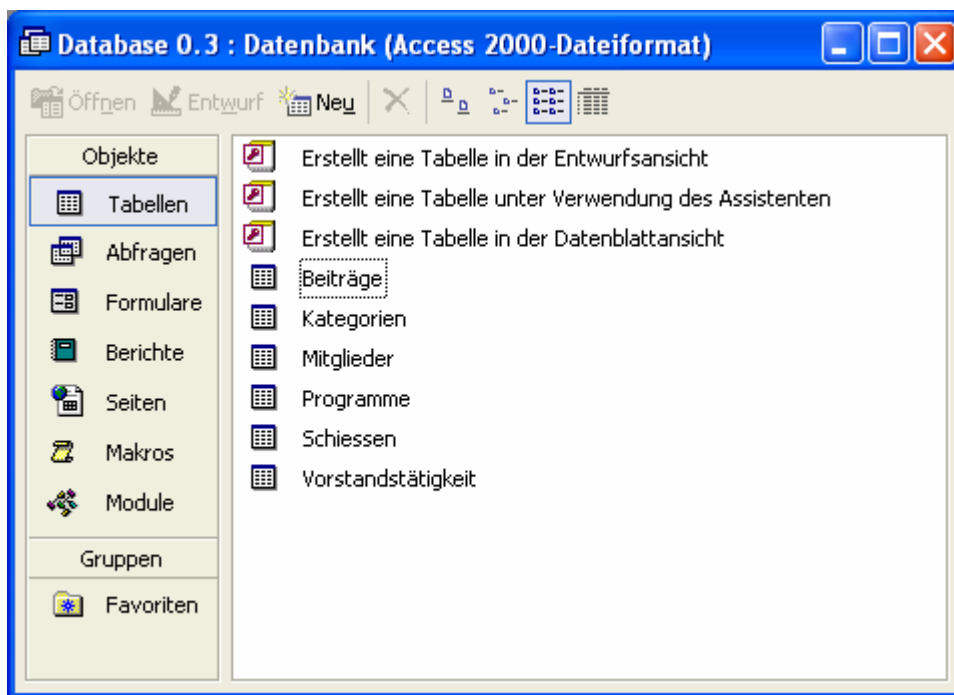 Database 0.3 : Datenbank (Access 2000-Dateiformat)
Öffnen Entwurf Neu
Objekte
Tabellen
Abfragen
Formulare
Berichte
Seiten
Makros
Module
Gruppen
Favoriten
Erstellt eine Tabelle in der Entwurfsansicht
Erstellt eine Tabelle unter Verwendung des Assistenten
Erstellt eine Tabelle in der Datenblattansicht
Beiträge
Kategorien
Mitglieder
Programme
Schiessen
Vorstandstätigkeit